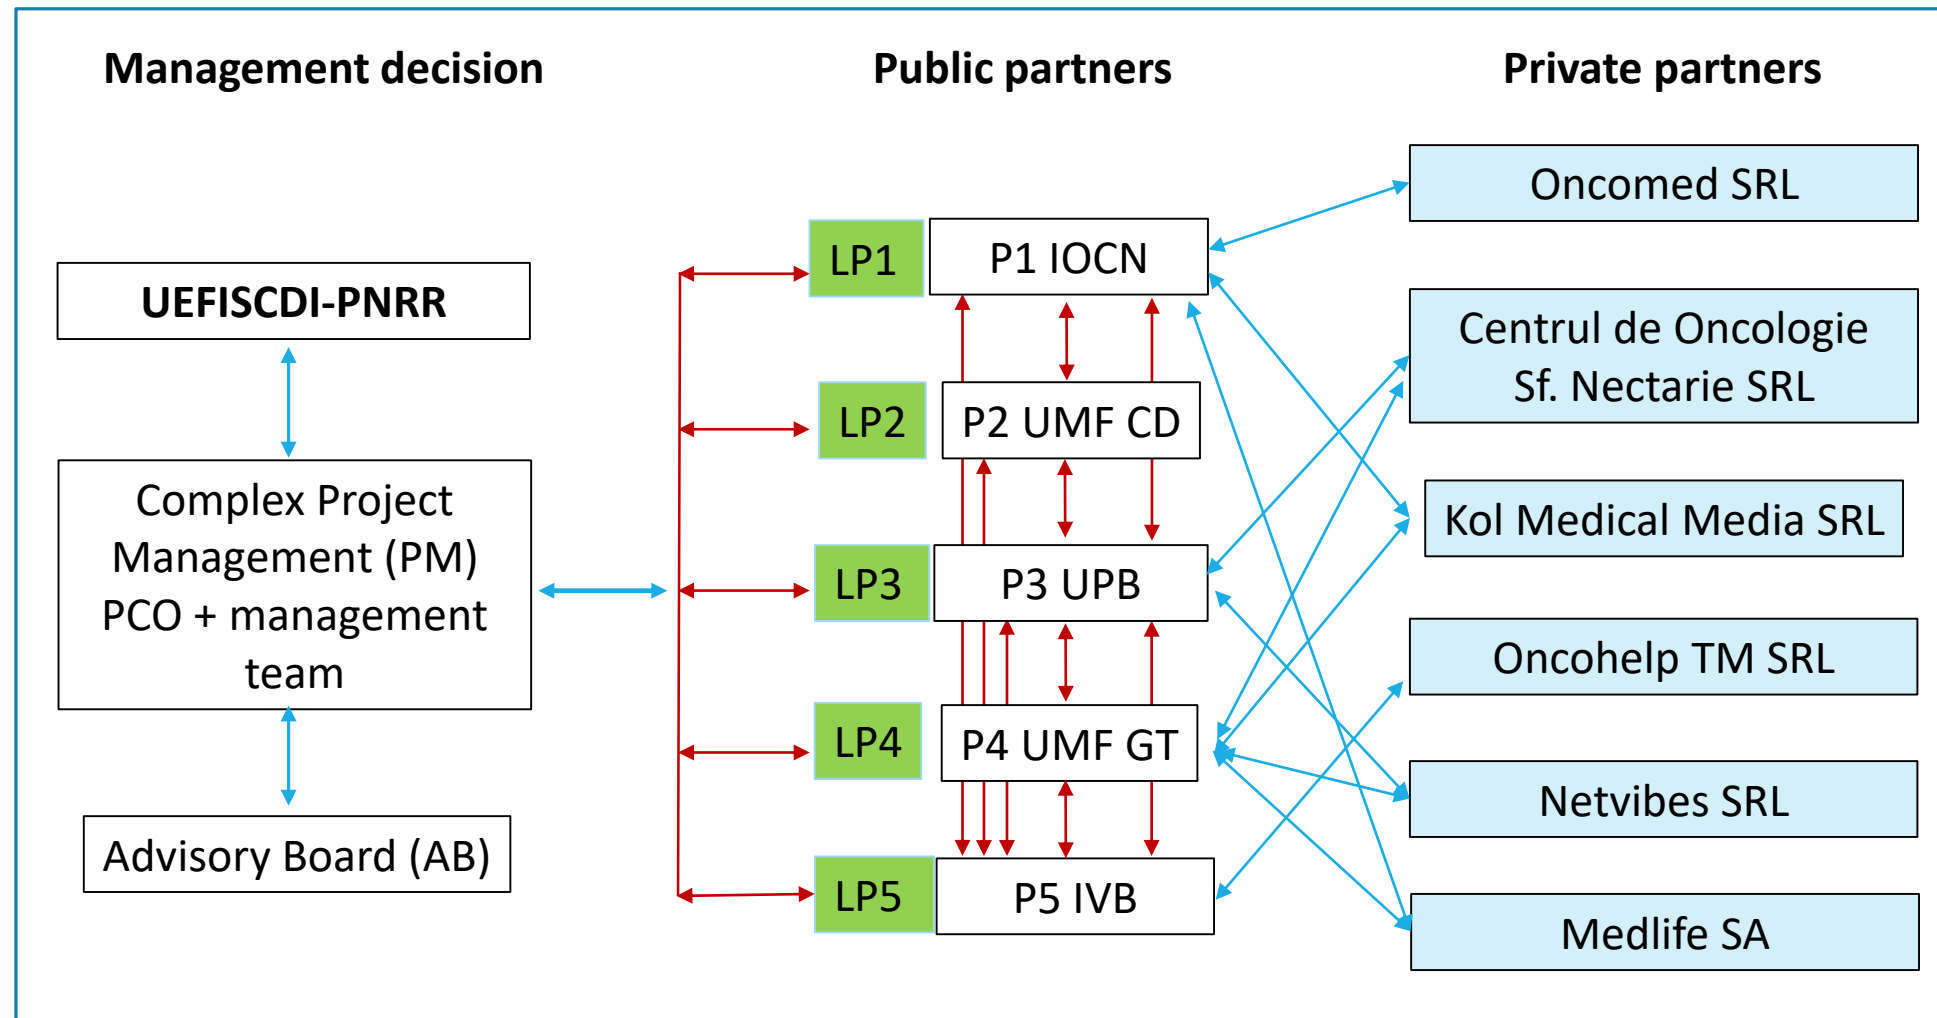 Management decision
Public partners
Private partners
UEFISCDI-PNRR
Complex Project
Management (PM)
PCO + management
team
Advisory Board (AB)
LP1
P1 IOCN
LP2
P2 UMF CD
LP3
P3 UPB
LP4
P4 UMF GT
LP5
P5 IVB
Oncomed SRL
Centrul de Oncologie
Sf. Nectarie SRL
Kol Medical Media SRL
Oncohelp TM SRL
Netvibes SRL
Medlife SA